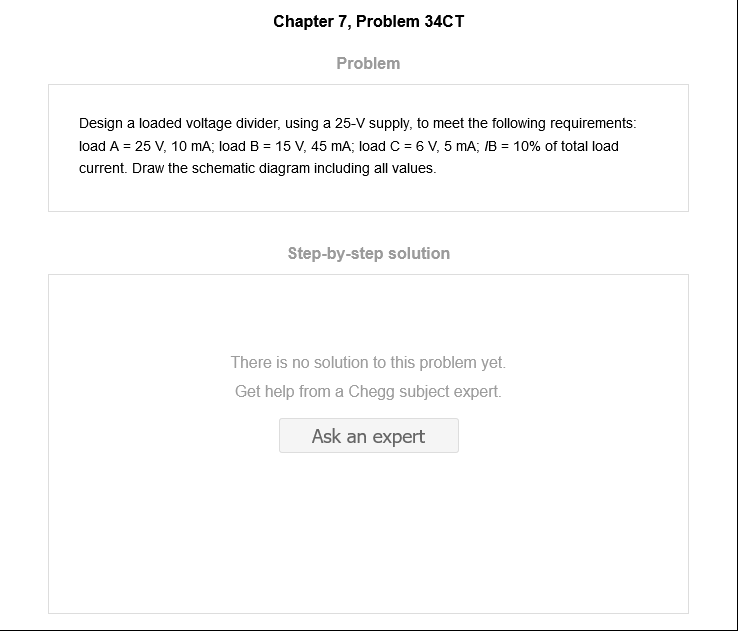 Chapter 7, Problem 34CT
Problem
Design a loaded voltage divider, using a 25-V supply, to meet the following requirements:
load A = 25 V, 10 mA; load B = 15 V, 45 mA; load C = 6 V, 5 mA; IB = 10% of total load
current. Draw the schematic diagram including all values.
Step-by-step solution
There is no solution to this problem yet.
Get help from a Chegg subject expert.
Ask an expert